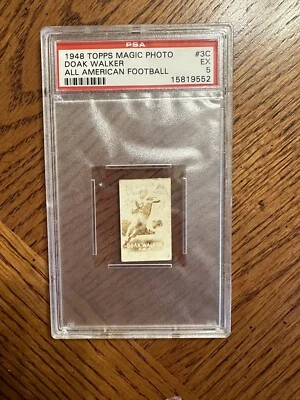 PSA
1948 TOPPS MAGIC PHOTO #3C
DOAK WALKER EX
ALL AMERICAN FOOTBALL 5
15819552
DOAK WALKER